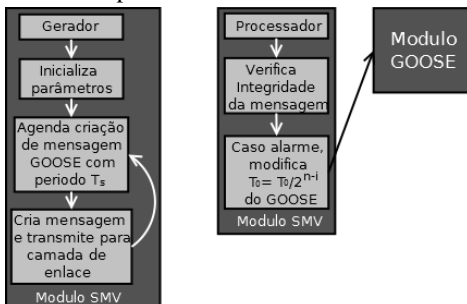 Gerador
Inicializa
parâmetros
Agenda criação
de mensagem
GOOSE com
periodo Ts
Cria mensagem
e transmite para
camada de
enlace
Modulo SMV
Processador
Verifica
Integridade
da mensagem
Caso alarme,
modifica
T₀= T₀/2ⁿ⁻ⁱ
do GOOSE
Modulo SMV
Modulo
GOOSE